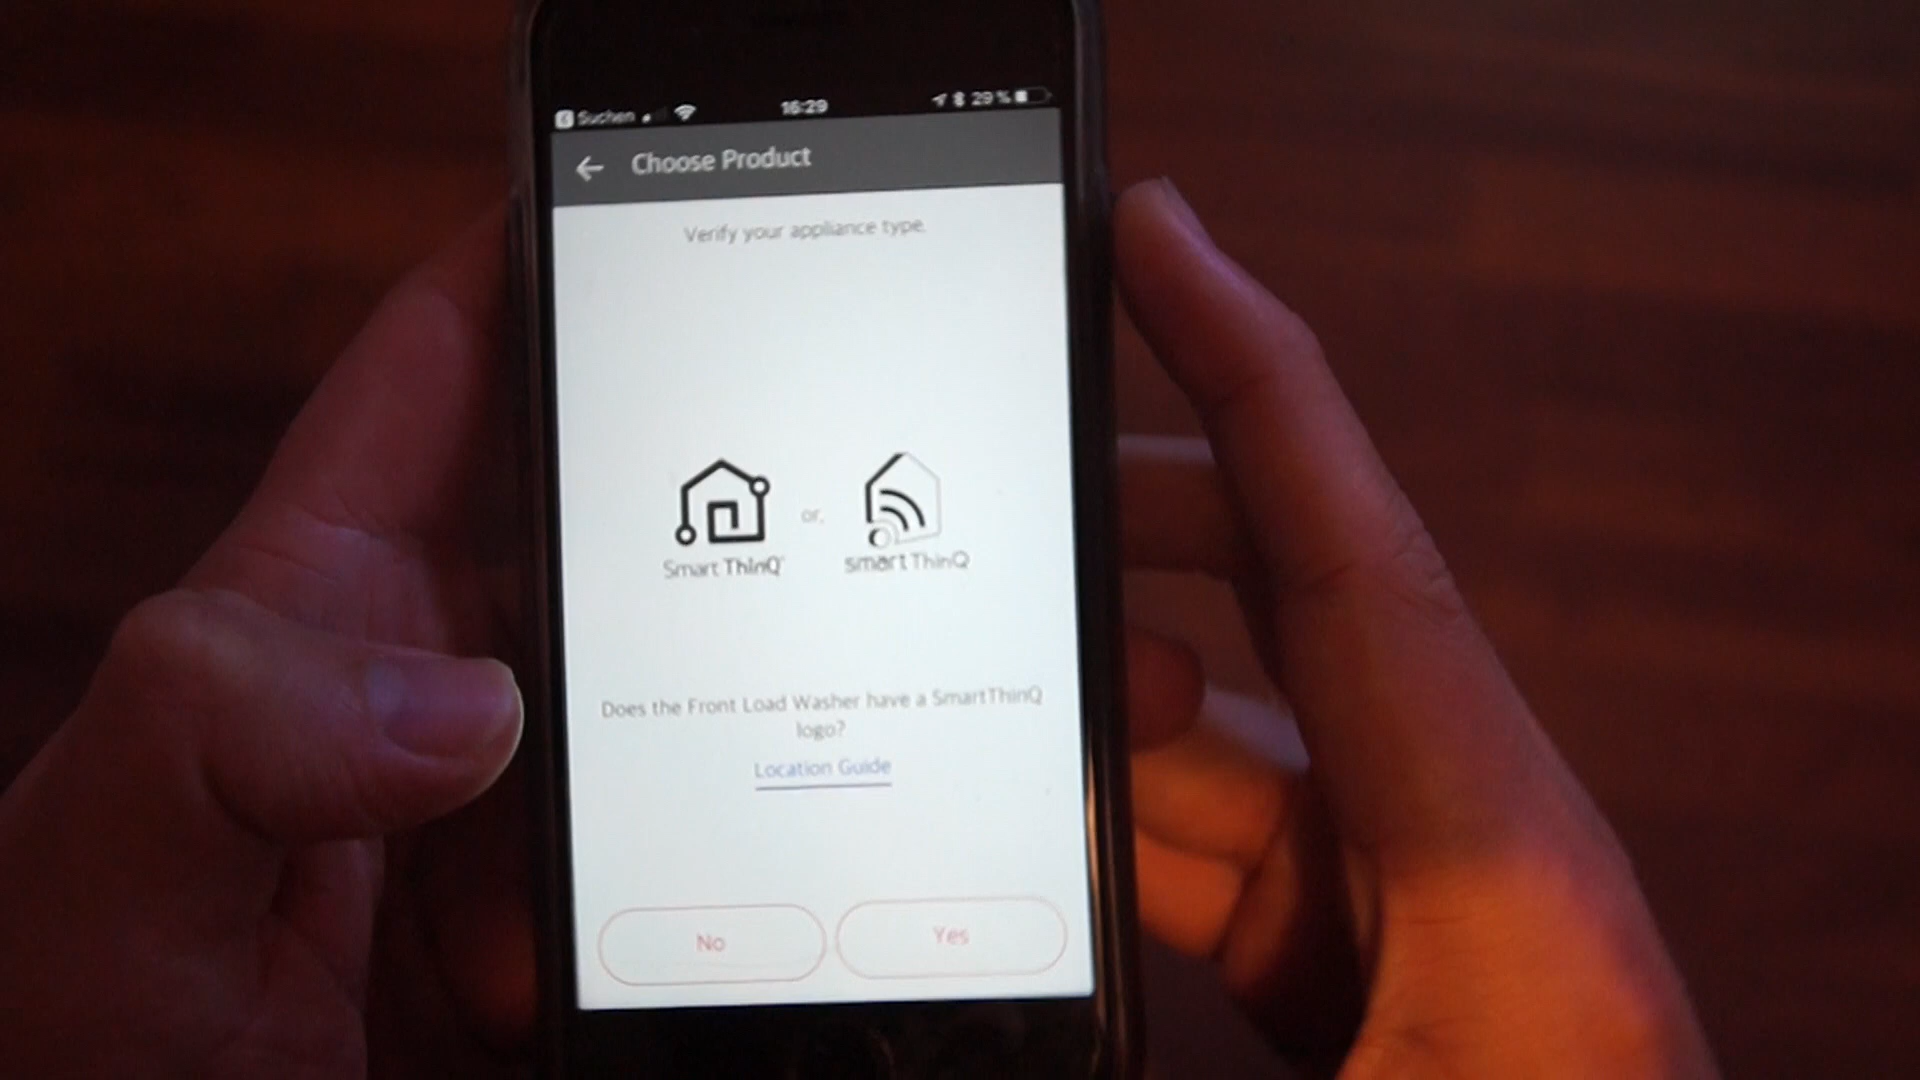 Suchen
16:29
29 %
Choose Product
Verify your appliance type.
or,
Smart ThinQ
smart ThinQ
Does the Front Load Washer have a SmartThinQ
logo?
Location Guide
No
Yes